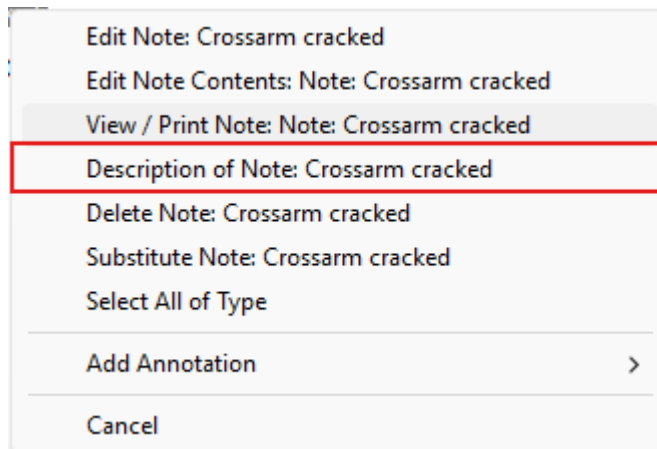 Edit Note: Crossarm cracked
Edit Note Contents: Note: Crossarm cracked
View / Print Note: Note: Crossarm cracked
Description of Note: Crossarm cracked
Delete Note: Crossarm cracked
Substitute Note: Crossarm cracked
Select All of Type
Add Annotation
Cancel